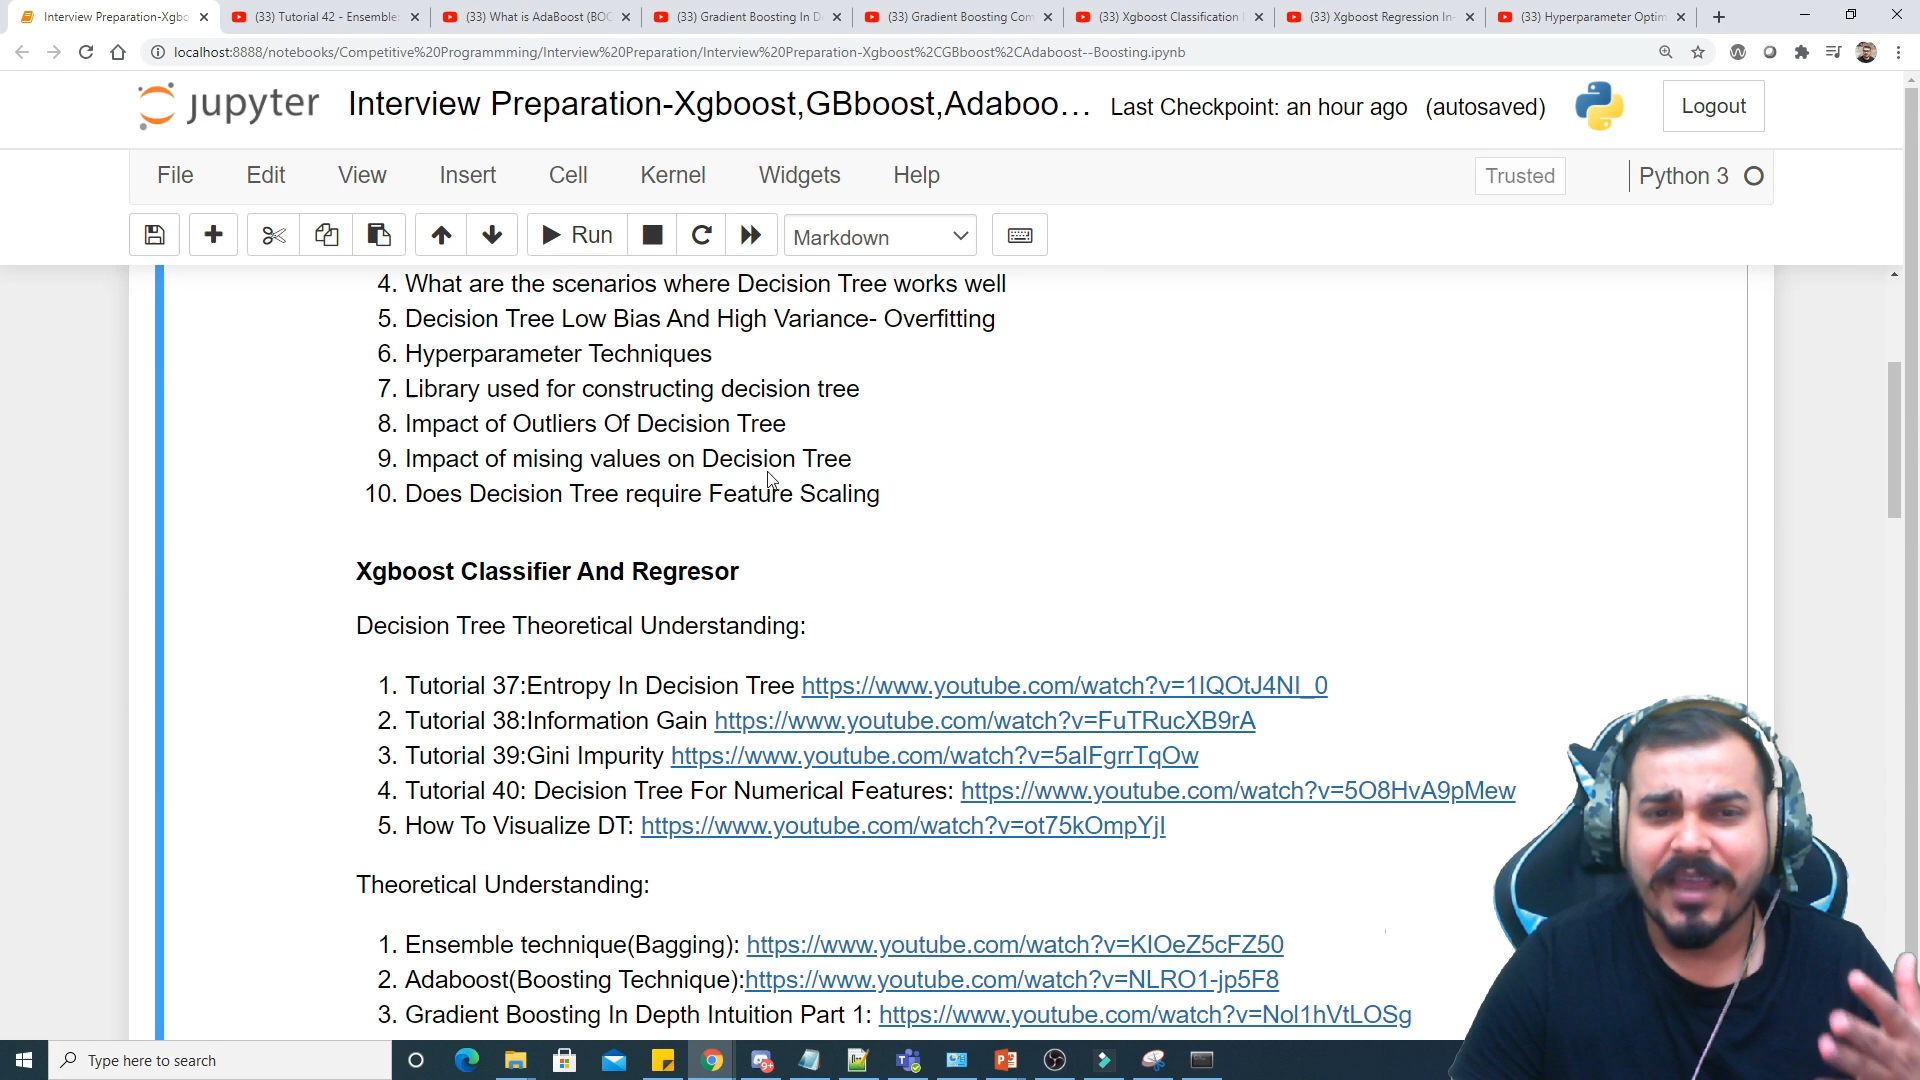 Interview Preparation-Xgbo
(33) Tutorial 42 - Ensemble:
(33) What is AdaBoost (BOO
(33) Gradient Boosting In De
(33) Gradient Boosting Com
(33) Xgboost Classification I
(33) Xgboost Regression In-
(33) Hyperparameter Optim
localhost:8888/notebooks/Competitive%20Programmming/Interview%20Preparation/Interview%20Preparation-Xgboost%2CGBboost%2CAdaboost--Boosting.ipynb
jupyter Interview Preparation-Xgboost,GBboost,Adaboo... Last Checkpoint: an hour ago (autosaved) Logout
File Edit View Insert Cell Kernel Widgets Help Trusted Python 3
Run Markdown
4. What are the scenarios where Decision Tree works well
5. Decision Tree Low Bias And High Variance- Overfitting
6. Hyperparameter Techniques
7. Library used for constructing decision tree
8. Impact of Outliers Of Decision Tree
9. Impact of mising values on Decision Tree
10. Does Decision Tree require Feature Scaling
Xgboost Classifier And Regresor
Decision Tree Theoretical Understanding:
1. Tutorial 37:Entropy In Decision Tree https://www.youtube.com/watch?v=1IQOtJ4NI_0
2. Tutorial 38:Information Gain https://www.youtube.com/watch?v=FuTRucXB9rA
3. Tutorial 39:Gini Impurity https://www.youtube.com/watch?v=5aIFgrrTqOw
4. Tutorial 40: Decision Tree For Numerical Features: https://www.youtube.com/watch?v=5O8HvA9pMew
5. How To Visualize DT: https://www.youtube.com/watch?v=ot75kOmpYjI
Theoretical Understanding:
1. Ensemble technique(Bagging): https://www.youtube.com/watch?v=KIOeZ5cFZ50
2. Adaboost(Boosting Technique):https://www.youtube.com/watch?v=NLRO1-jp5F8
3. Gradient Boosting In Depth Intuition Part 1: https://www.youtube.com/watch?v=Nol1hVtLOSg
Type here to search